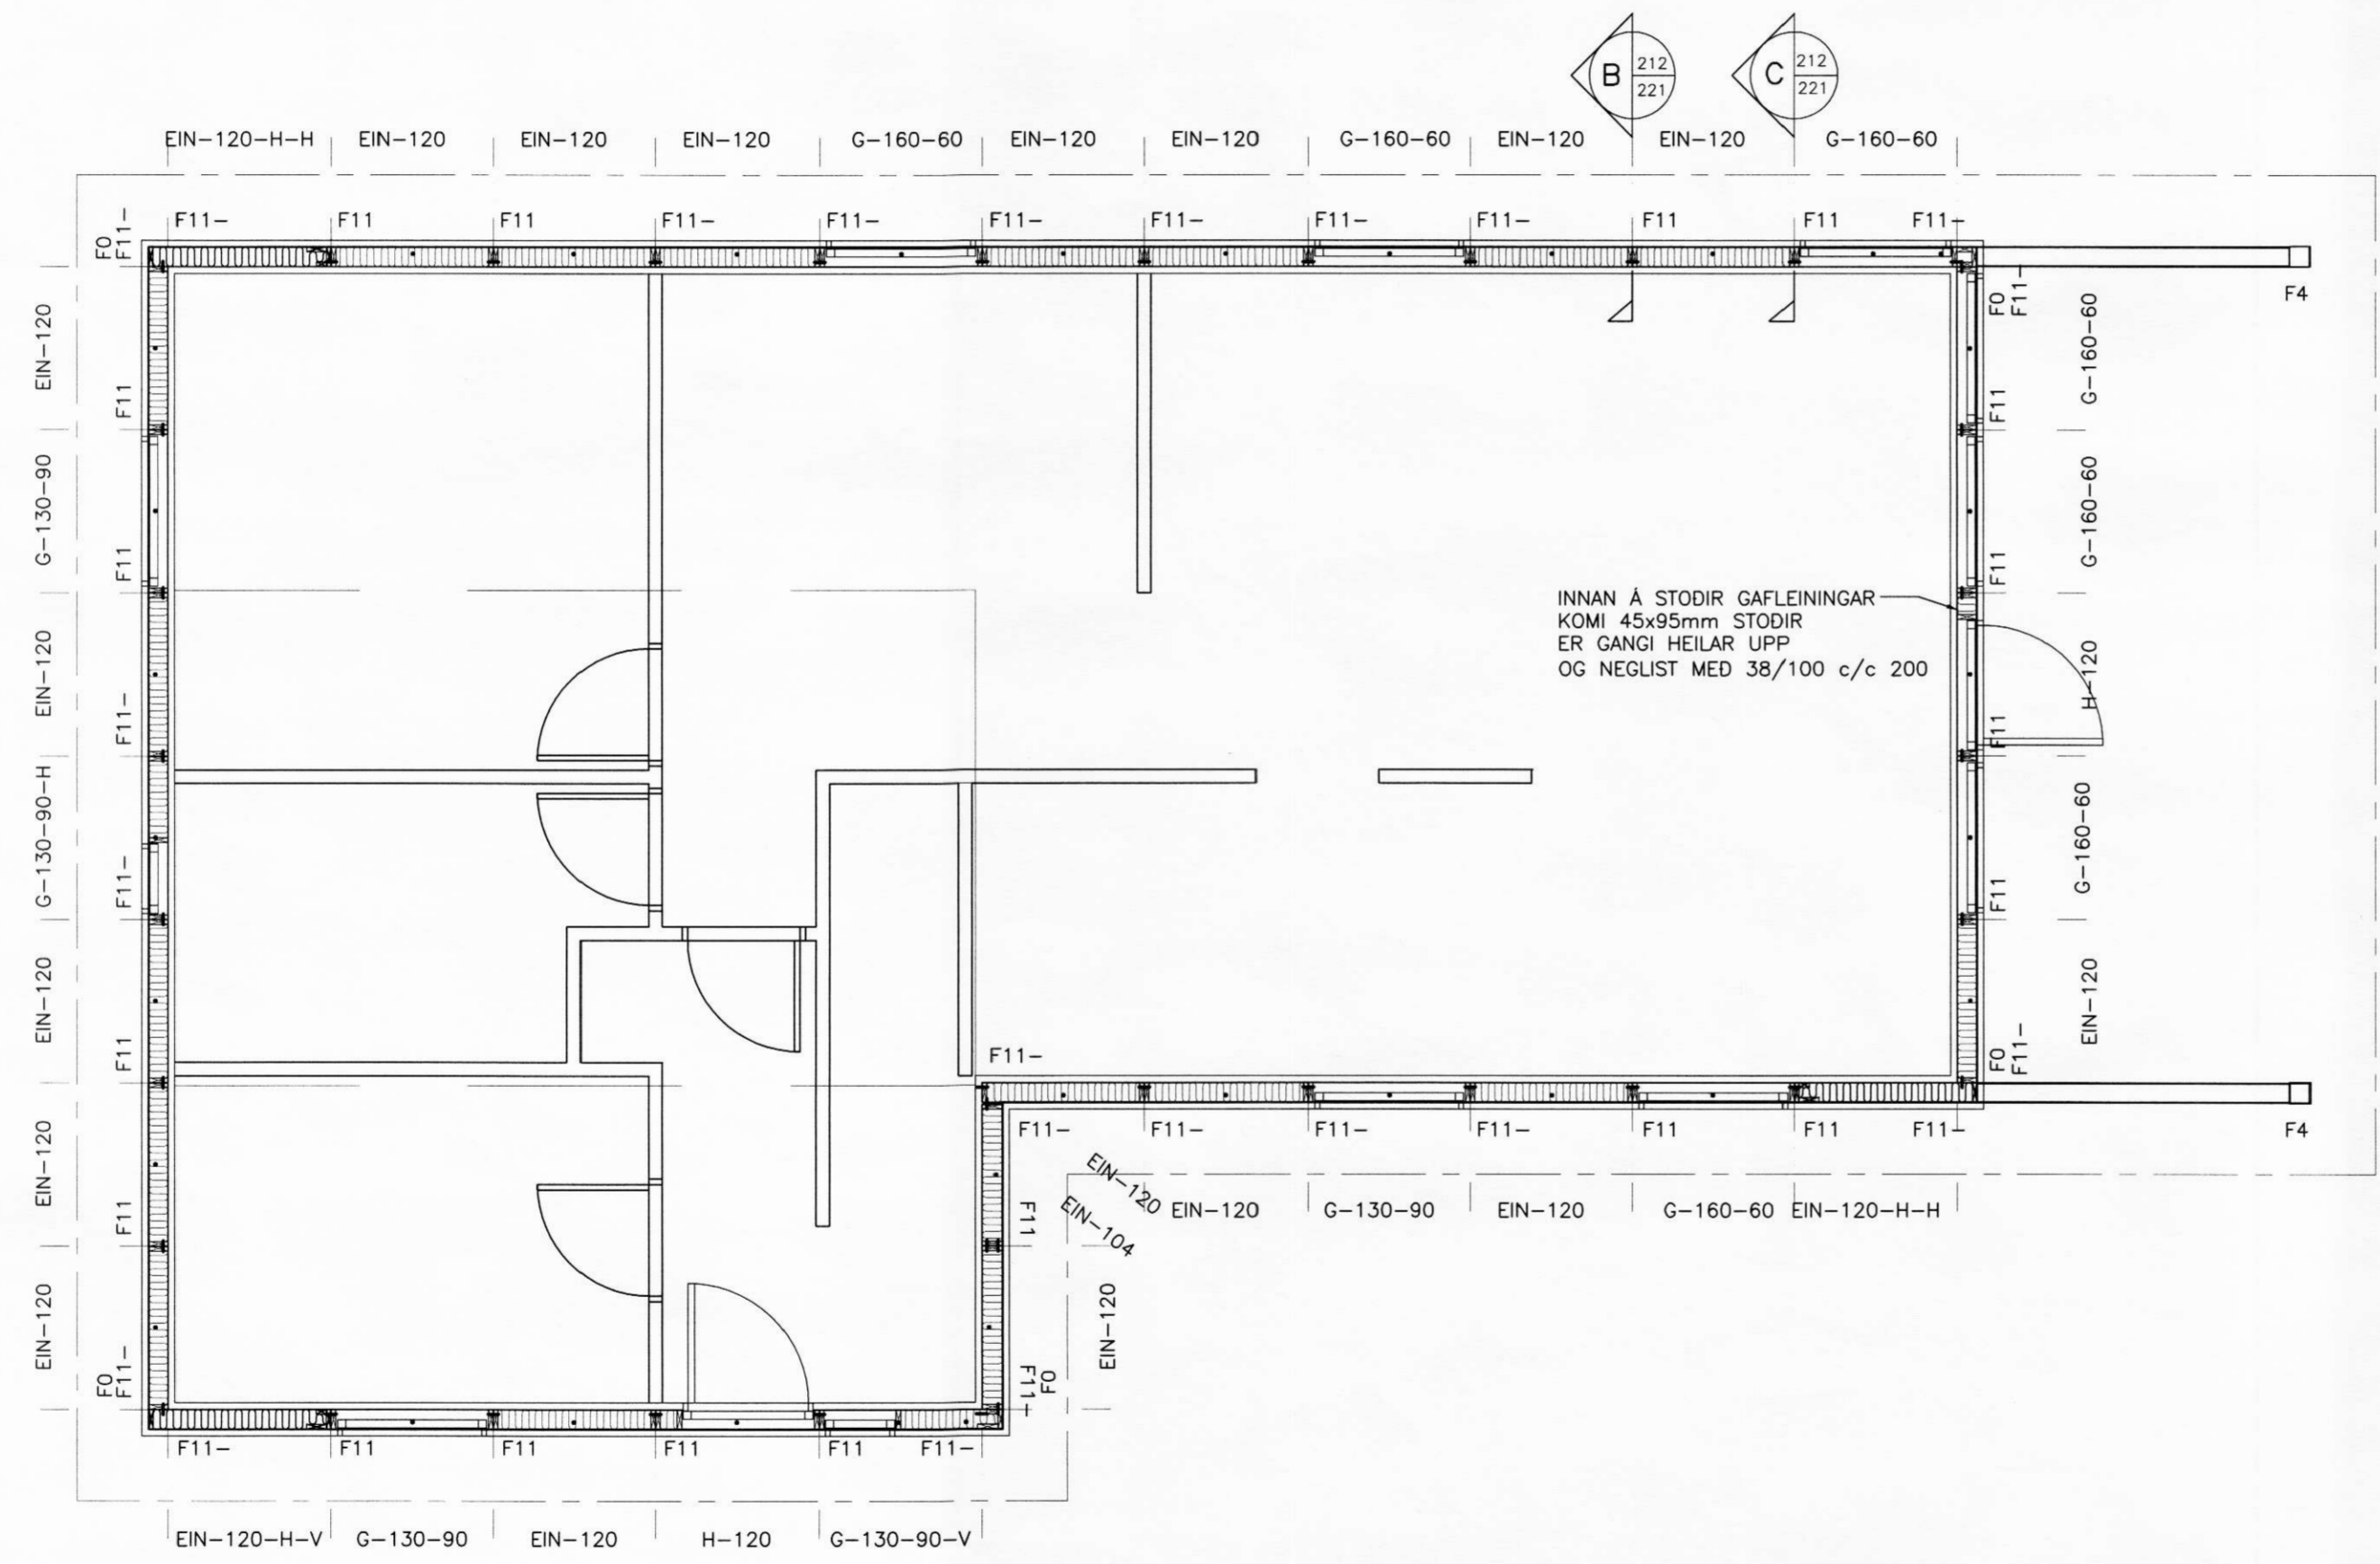 B 212 C 212
221 221
EIN-120-H-H EIN-120 EIN-120 EIN-120 G-160-60 EIN-120 EIN-120 G-160-60 EIN-120 EIN-120 G-160-60
F0
F11-
F11- F11 F11 F11- F11- F11- F11- F11- F11- F11 F11 F11-
F4
F0
F11-
EIN-120
G-160-60
F11
F11
G-130-90
G-160-60
F11
F11
INNAN Á STOÐIR GAFLEININGAR
KOMI 45x95mm STOÐIR
ER GANGI HEILAR UPP
OG NEGLIST MEÐ 38/100 c/c 200
EIN-120
H-120
F11-
F11
G-130-90-H
G-160-60
F11-
F11
EIN-120
EIN-120
F11
F11-
F0
F11-
F11- F11- F11- F11- F11 F11 F11- F4
EIN-120
EIN-120
EIN-104
EIN-120 G-130-90 EIN-120 G-160-60 EIN-120-H-H
F11
F11
EIN-120
EIN-120
F0
F11-
F11-
F0
F11- F11 F11 F11 F11 F11-
EIN-120-H-V G-130-90 EIN-120 H-120 G-130-90-V